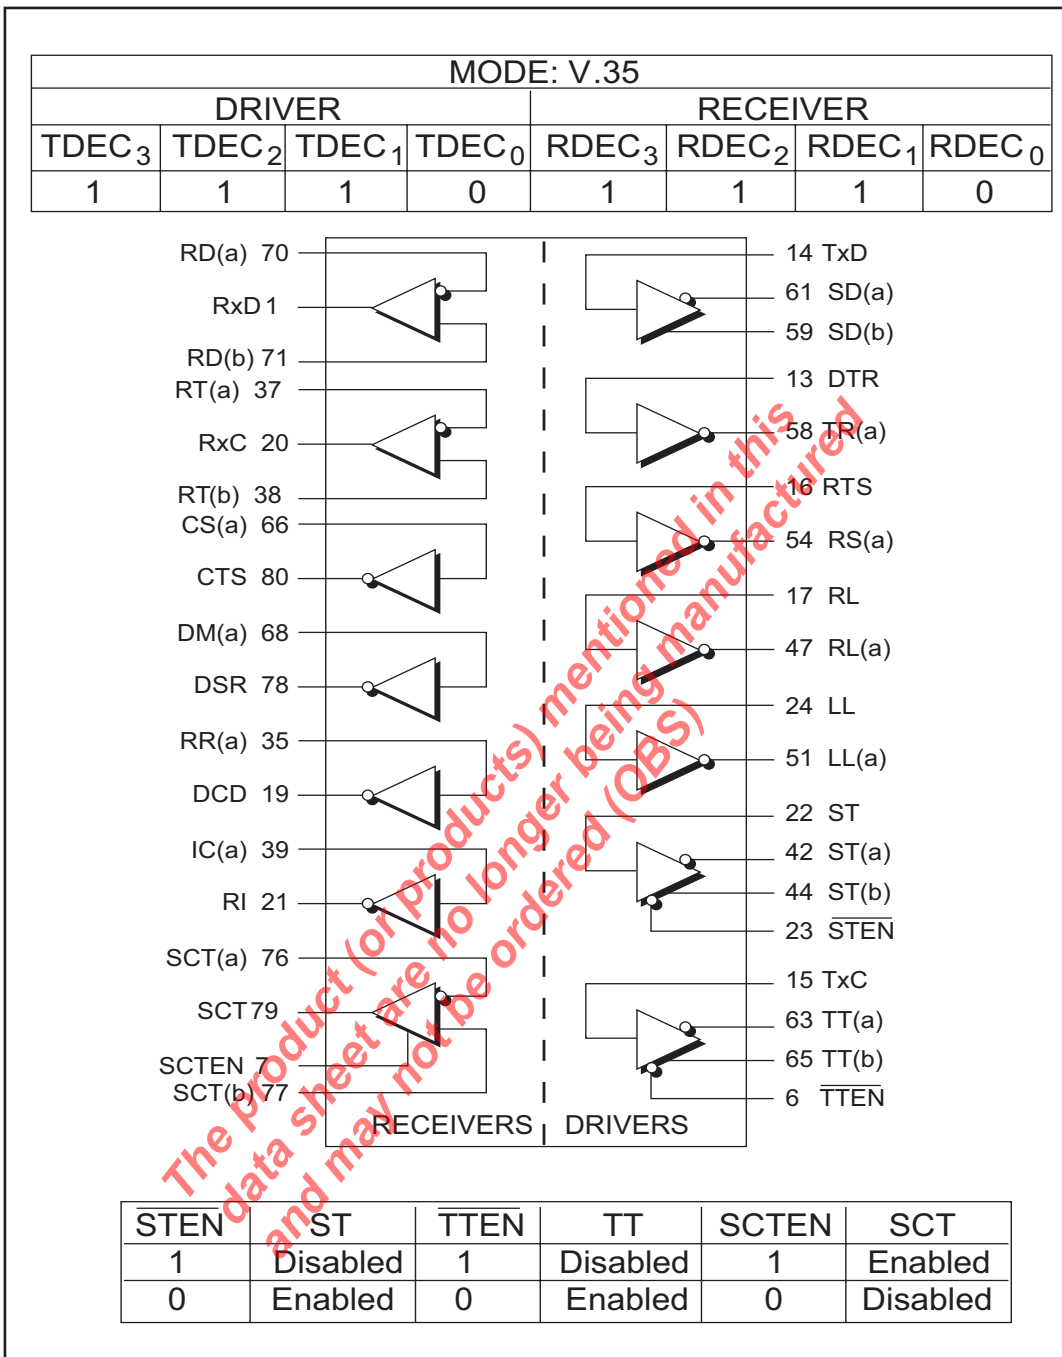 MODE: V.35
DRIVER RECEIVER
TDEC3 TDEC2 TDEC1 TDEC0 RDEC3 RDEC2 RDEC1 RDEC0
1 1 1 0 1 1 1 0
RD(a) 70
RxD 1
RD(b) 71
RT(a) 37
RxC 20
RT(b) 38
CS(a) 66
CTS 80
DM(a) 68
DSR 78
RR(a) 35
DCD 19
IC(a) 39
RI 21
SCT(a) 76
SCT 79
SCTEN 7
SCT(b) 77
14 TxD
61 SD(a)
59 SD(b)
13 DTR
58 TR(a)
16 RTS
54 RS(a)
17 RL
47 RL(a)
24 LL
51 LL(a)
22 ST
42 ST(a)
44 ST(b)
23 STEN
15 TxC
63 TT(a)
65 TT(b)
6 TTEN
RECEIVERS DRIVERS
The product (or products) mentioned in this
data sheet are no longer being manufactured
and may not be ordered (OBS)
STEN ST TTEN TT SCTEN SCT
1 Disabled 1 Disabled 1 Enabled
0 Enabled 0 Enabled 0 Disabled